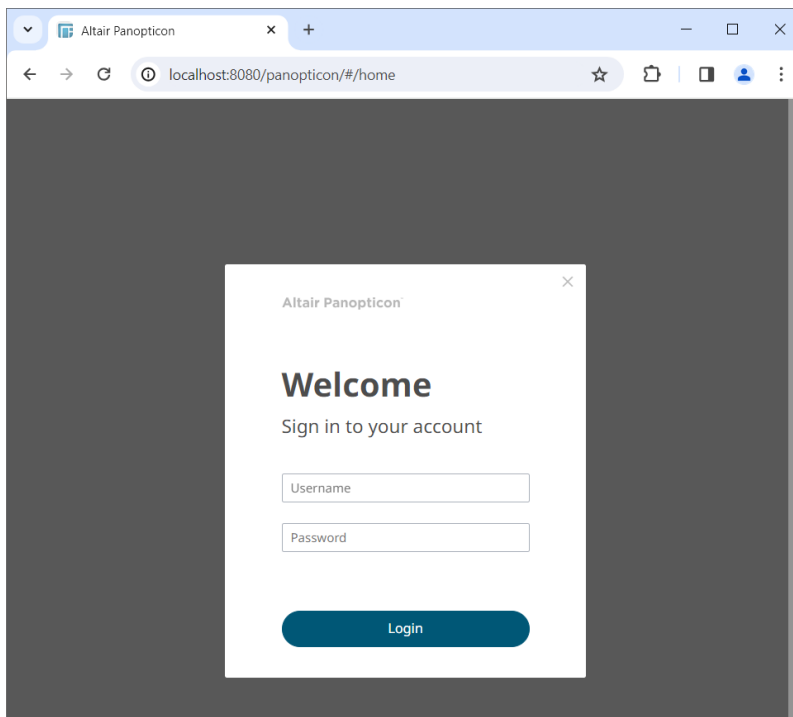 Altair Panopticon
localhost:8080/panopticon/#/home
Altair Panopticon
Welcome
Sign in to your account
Username
Password
Login